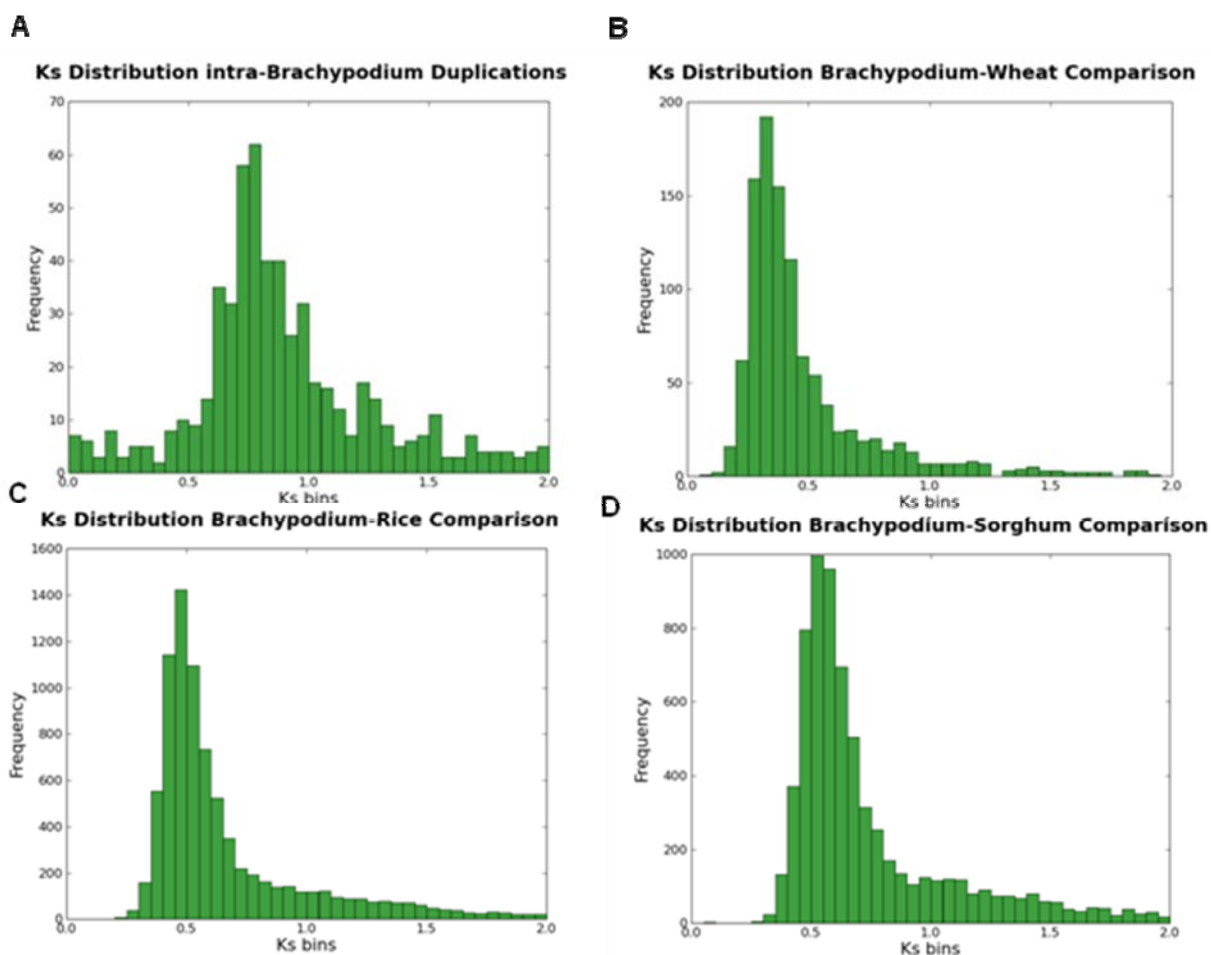 A
Ks Distribution intra-Brachypodium Duplications
70
60
50
40
30
20
10
0
Frequency
0.0 0.5 1.0 1.5 2.0
Ks bins
B
Ks Distribution Brachypodium-Wheat Comparison
200
150
100
50
0
Frequency
0.0 0.5 1.0 1.5 2.0
Ks bins
C
Ks Distribution Brachypodium-Rice Comparison
1600
1400
1200
1000
800
600
400
200
0
Frequency
0.0 0.5 1.0 1.5 2.0
Ks bins
D
Ks Distribution Brachypodium-Sorghum Comparison
1000
800
600
400
200
0
Frequency
0.0 0.5 1.0 1.5 2.0
Ks bins